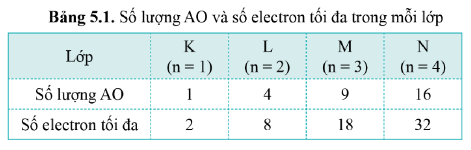 Bảng 5.1. Số lượng AO và số electron tối đa trong mỗi lớp
Lớp K L M N
(n = 1) (n = 2) (n = 3) (n = 4)
Số lượng AO 1 4 9 16
Số electron tối đa 2 8 18 32